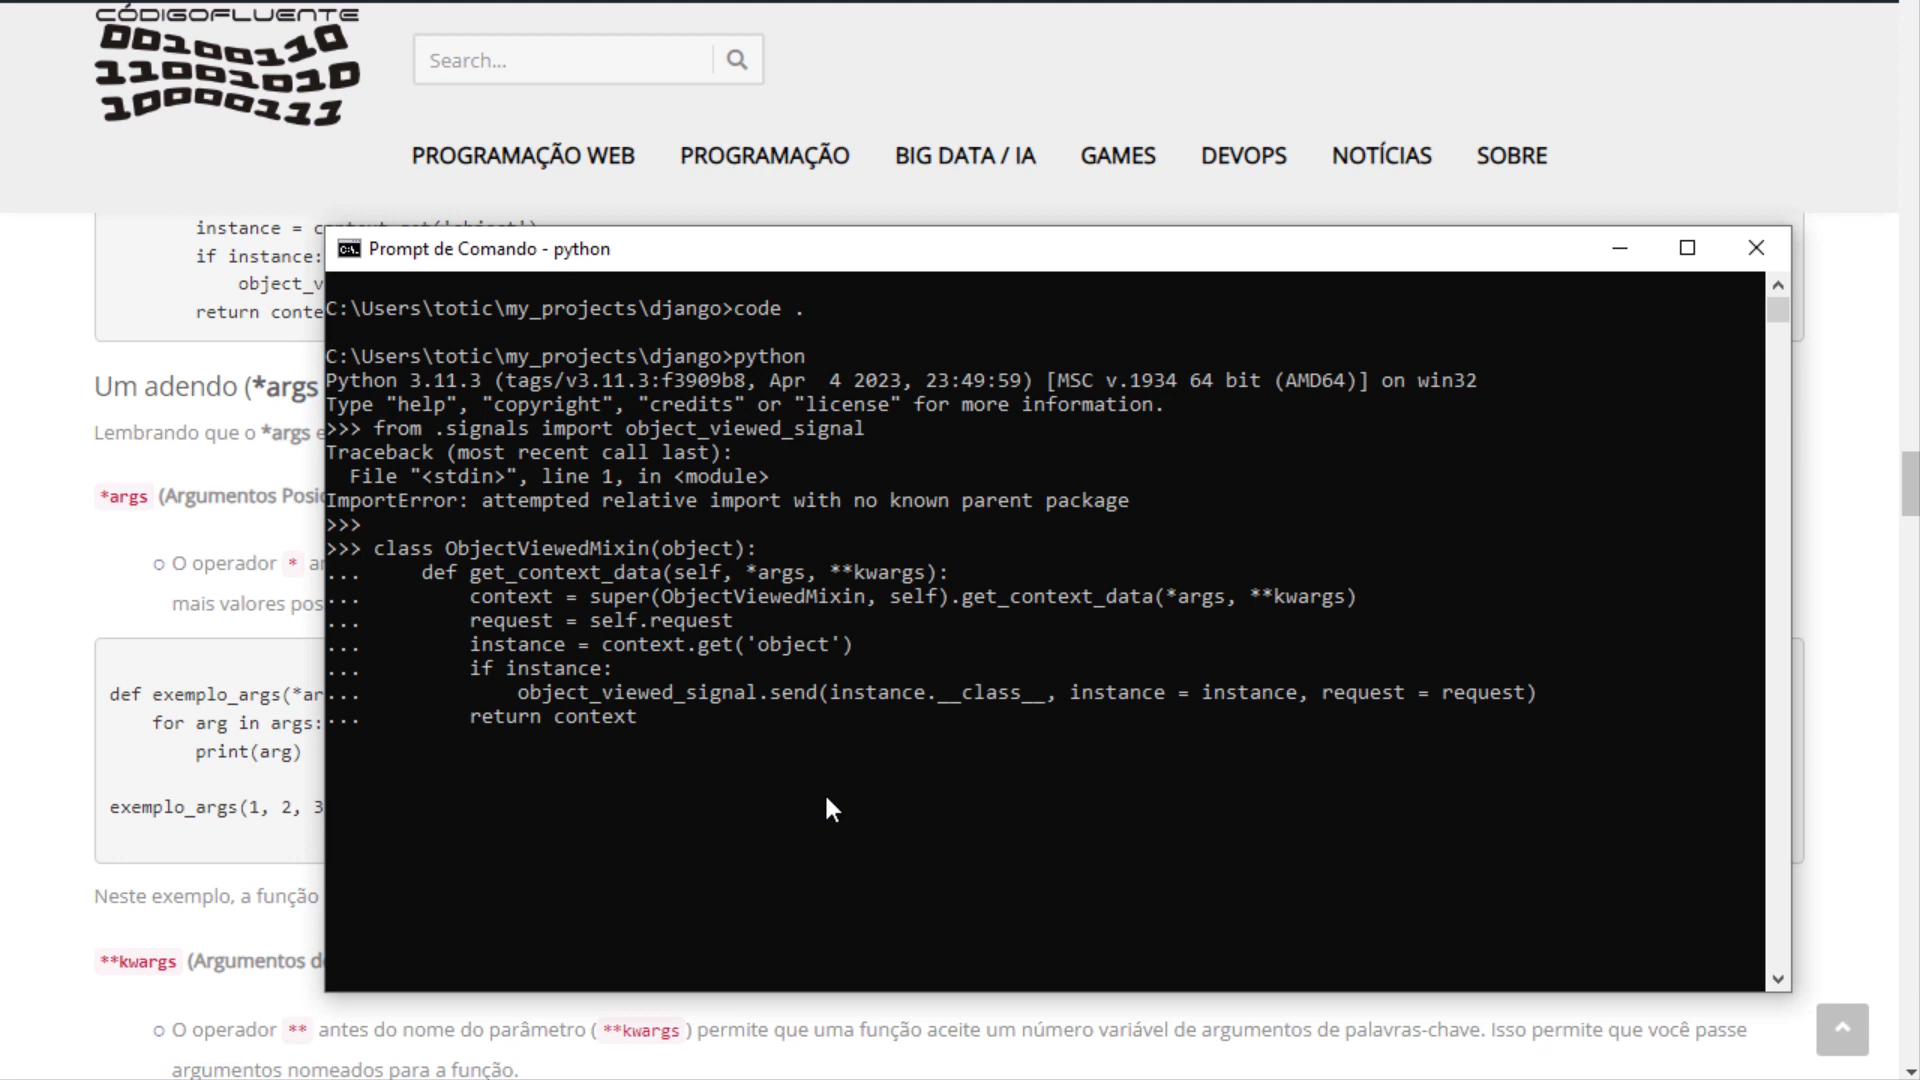 CÓDIGOFLUENTE
00100110
11001010
10000111
Search...
PROGRAMAÇÃO WEB
PROGRAMAÇÃO
BIG DATA / IA
GAMES
DEVOPS
NOTÍCIAS
SOBRE
instance =
if instance:
object_v
return conte
Um adendo (*args
Lembrando que o *args e
*args (Argumentos Posic
O operador * an
mais valores pos
def exemplo_args(*ar
for arg in args:
print(arg)
exemplo_args(1, 2, 3
Neste exemplo, a função
**kwargs (Argumentos de
O operador ** antes do nome do parâmetro ( **kwargs ) permite que uma função aceite um número variável de argumentos de palavras-chave. Isso permite que você passe
argumentos nomeados para a função.
Prompt de Comando - python
C:\Users\totic\my_projects\django>code .
C:\Users\totic\my_projects\django>python
Python 3.11.3 (tags/v3.11.3:f3909b8, Apr  4 2023, 23:49:59) [MSC v.1934 64 bit (AMD64)] on win32
Type "help", "copyright", "credits" or "license" for more information.
>>> from .signals import object_viewed_signal
Traceback (most recent call last):
  File "<stdin>", line 1, in <module>
ImportError: attempted relative import with no known parent package
>>>
>>> class ObjectViewedMixin(object):
...     def get_context_data(self, *args, **kwargs):
...         context = super(ObjectViewedMixin, self).get_context_data(*args, **kwargs)
...         request = self.request
...         instance = context.get('object')
...         if instance:
...             object_viewed_signal.send(instance.__class__, instance = instance, request = request)
...         return context